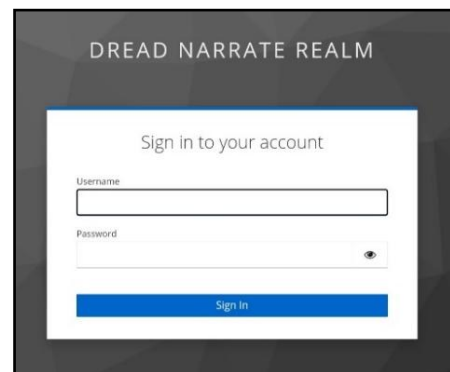 DREAD NARRATE REALM
Sign in to your account
Username
Password
Sign In